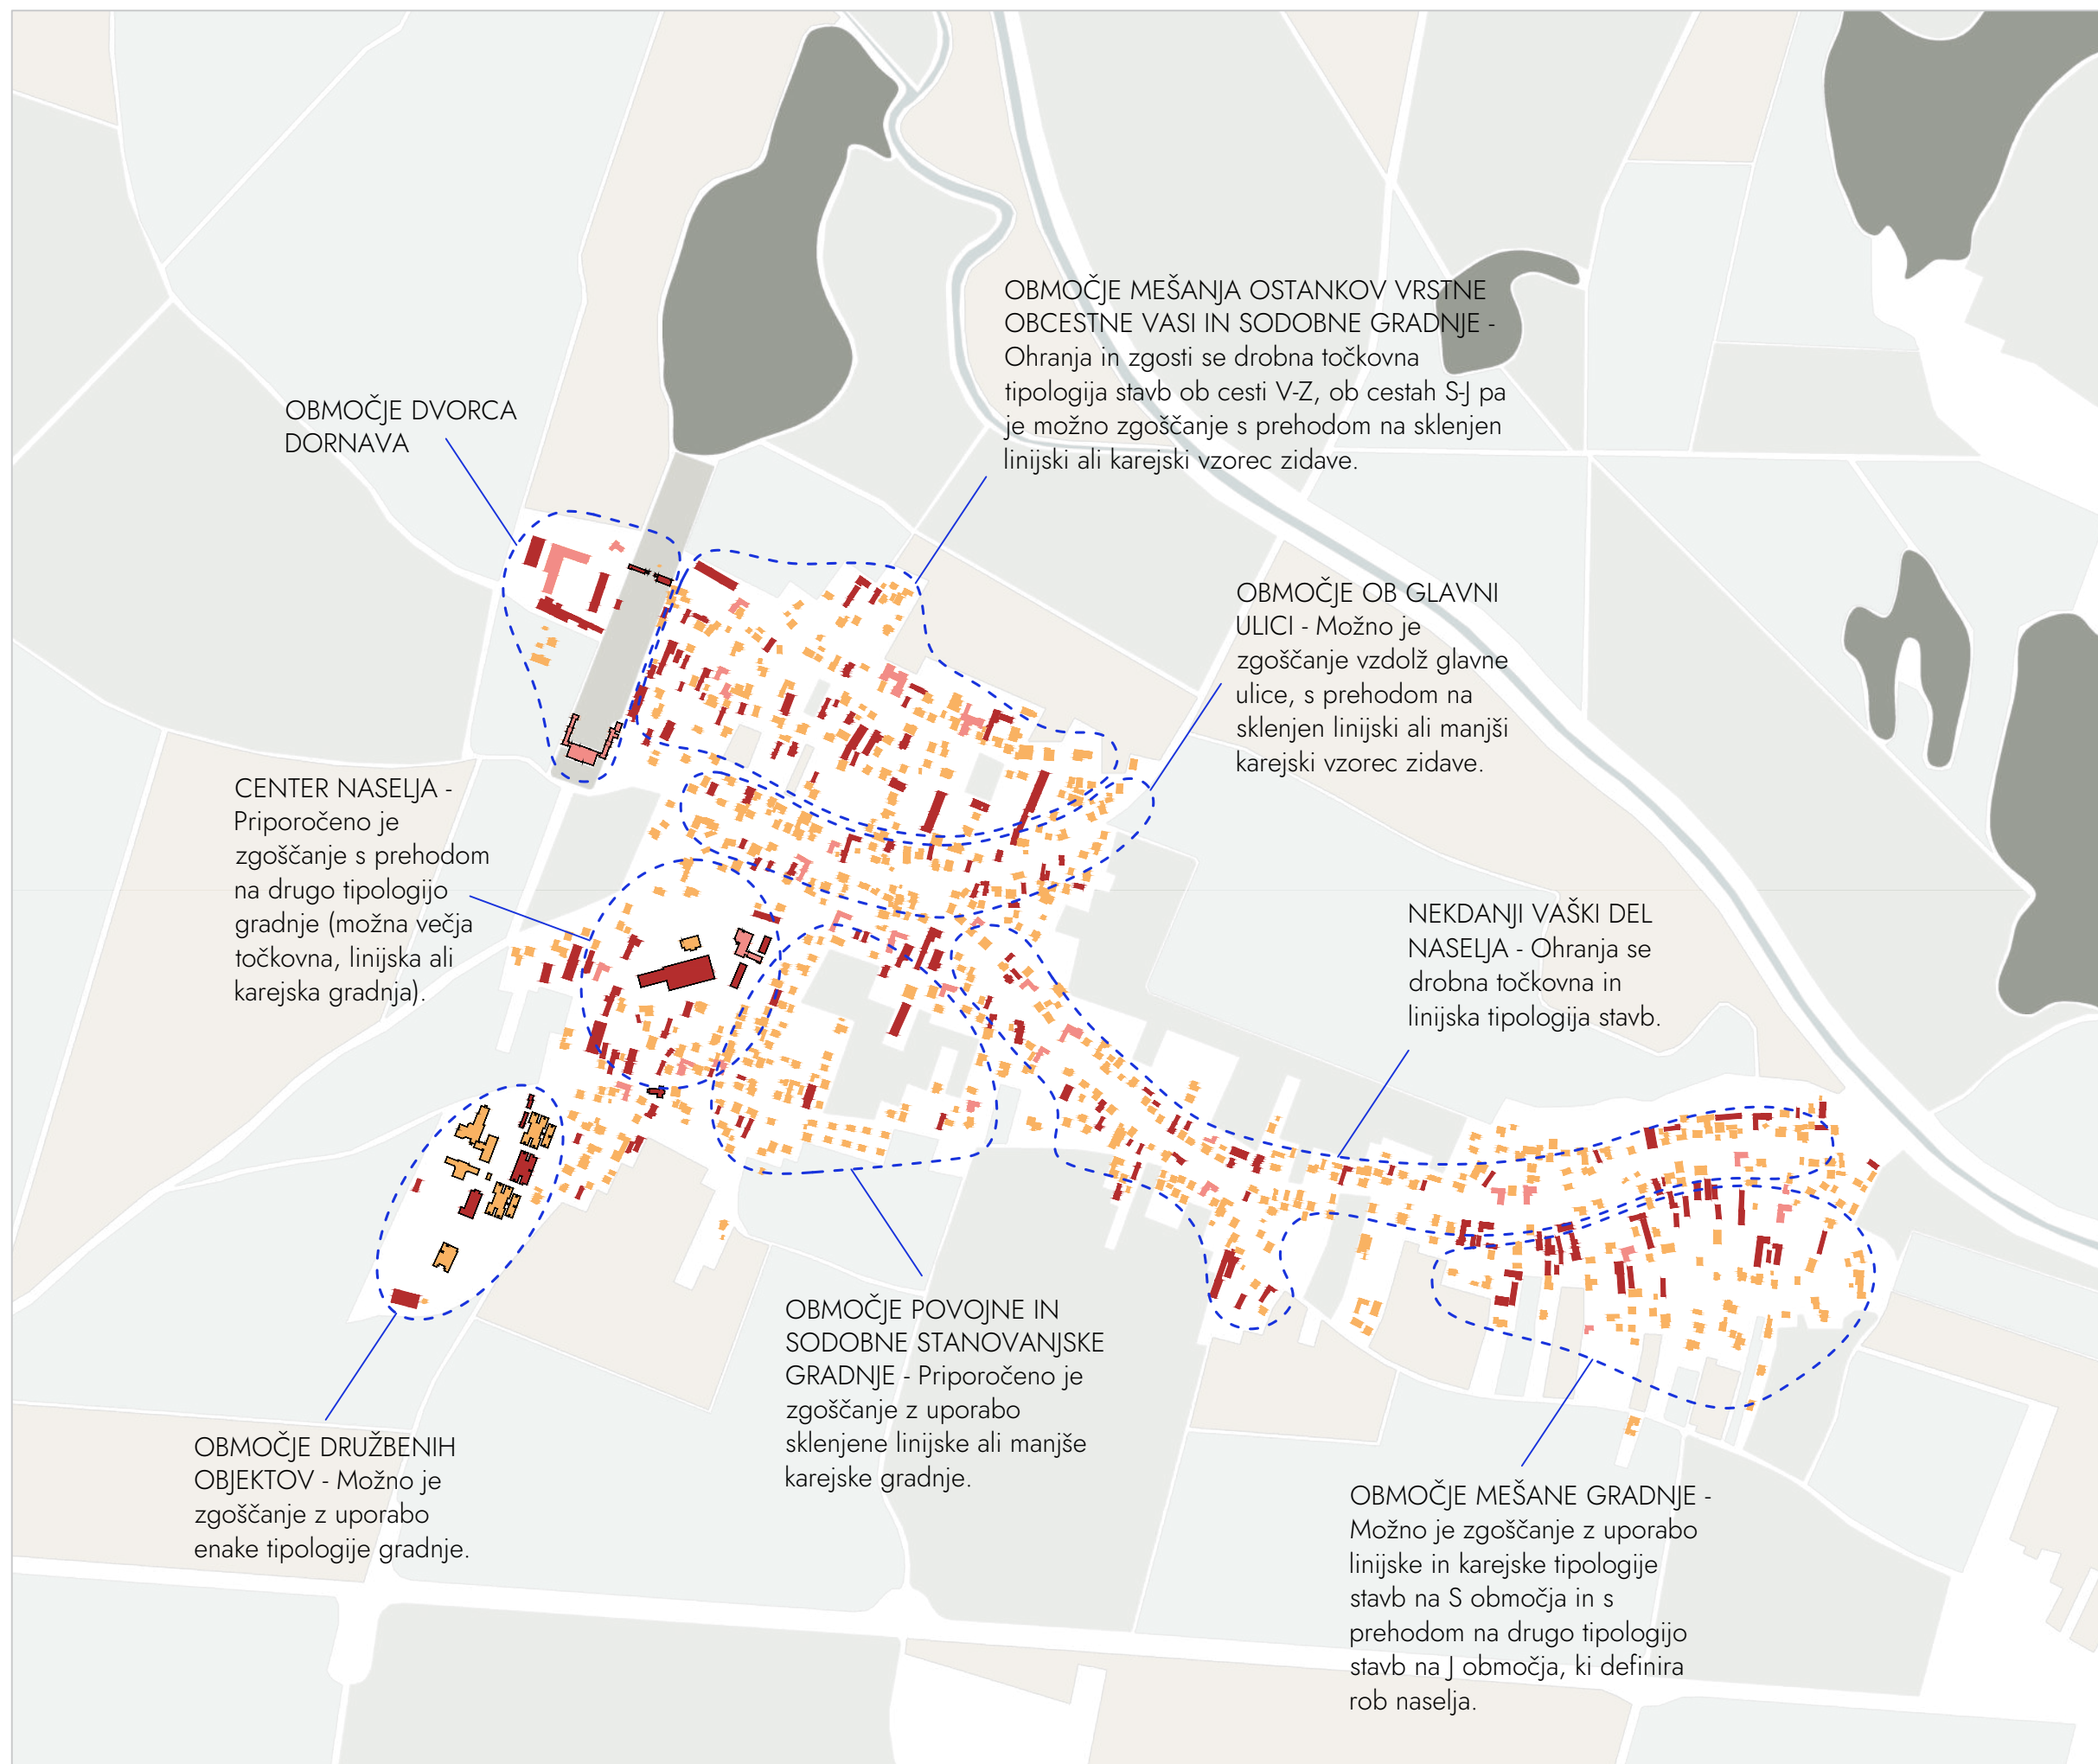 OBMOČJE MEŠANJA OSTANKOV VRSTNE
OBCESTNE VASI IN SODOBNE GRADNJE -
Ohranja in zgosti se drobna točkovna
tipologija stavb ob cesti V-Z, ob cestah S-J pa
je možno zgoščanje s prehodom na sklenjen
linijski ali karejski vzorec zidave.
OBMOČJE DVORCA
DORNAVA
OBMOČJE OB GLAVNI
ULICI - Možno je
zgoščanje vzdolž glavne
ulice, s prehodom na
sklenjen linijski ali manjši
karejski vzorec zidave.
CENTER NASELJA -
Priporočeno je
zgoščanje s prehodom
na drugo tipologijo
gradnje (možna večja
točkovna, linijska ali
karejska gradnja).
NEKDANJI VAŠKI DEL
NASELJA - Ohranja se
drobna točkovna in
linijska tipologija stavb.
OBMOČJE POVOJNE IN
SODOBNE STANOVANJSKE
GRADNJE - Priporočeno je
zgoščanje z uporabo
sklenjene linijske ali manjše
karejske gradnje.
OBMOČJE DRUŽBENIH
OBJEKTOV - Možno je
zgoščanje z uporabo
enake tipologije gradnje.
OBMOČJE MEŠANE GRADNJE -
Možno je zgoščanje z uporabo
linijske in karejske tipologije
stavb na S območja in s
prehodom na drugo tipologijo
stavb na J območja, ki definira
rob naselja.